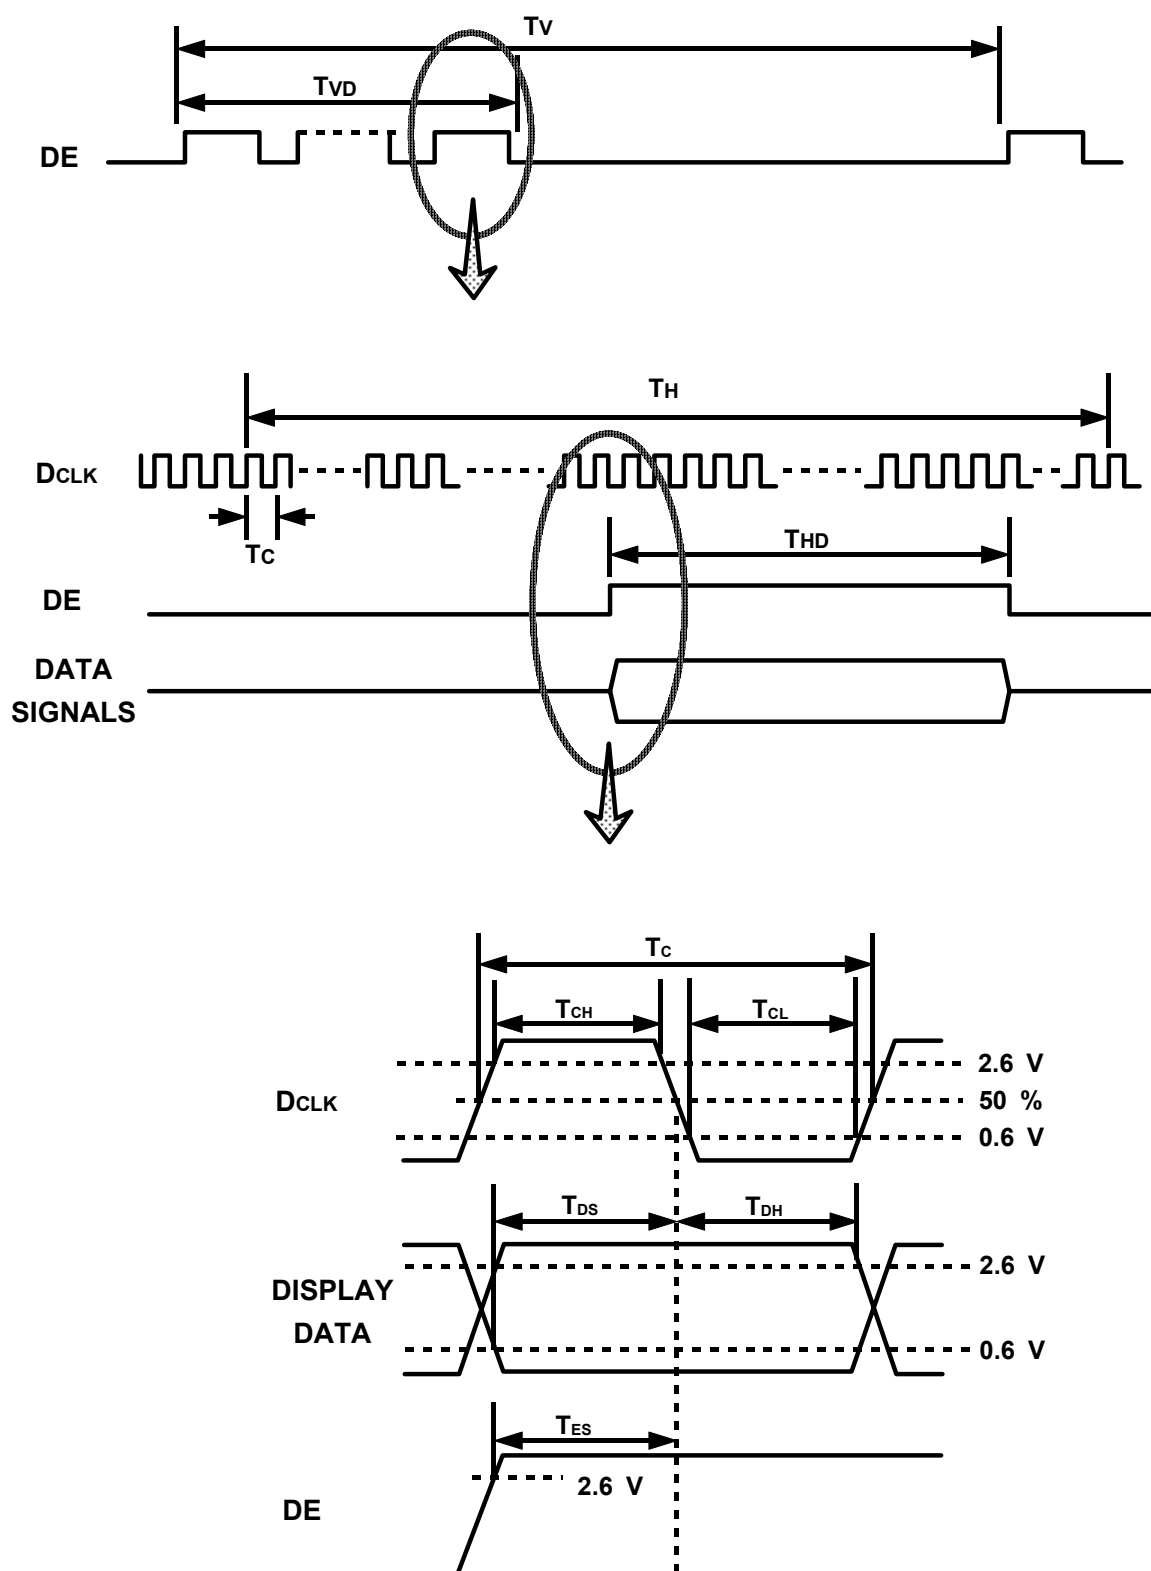 TV
TVD
DE
TH
DCLK
TC
THD
DE
DATA
SIGNALS
TC
TCH
TCL
2.6 V
DCLK
50 %
0.6 V
TDS
TDH
2.6 V
DISPLAY
DATA
0.6 V
TES
2.6 V
DE